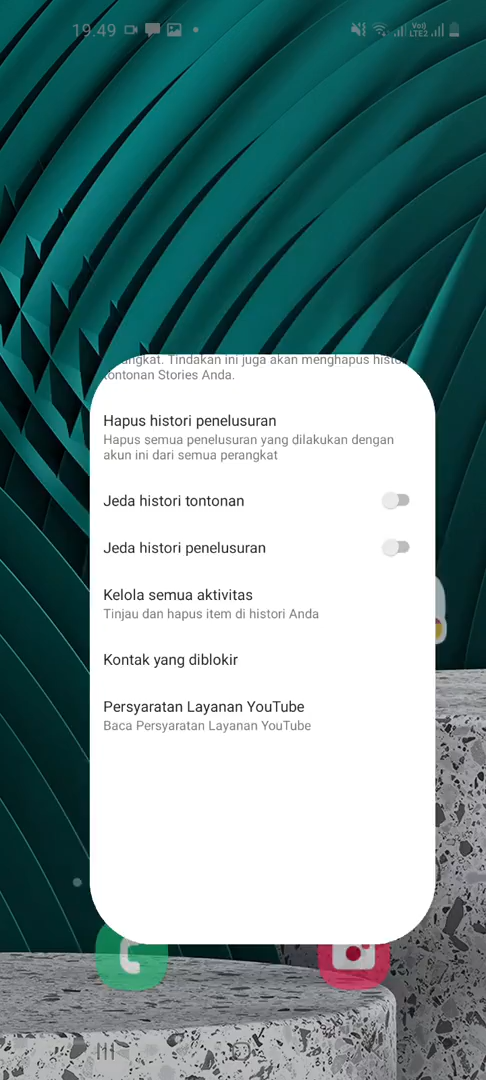 19.49
Vo))
LTE2
tontonan Stories Anda.
angkat. Tindakan ini juga akan menghapus
Hapus histori penelusuran
Hapus semua penelusuran yang dilakukan dengan
akun ini dari semua perangkat
Jeda histori tontonan
Jeda histori penelusuran
Kelola semua aktivitas
Tinjau dan hapus item di histori Anda
Kontak yang diblokir
Persyaratan Layanan YouTube
Baca Persyaratan Layanan YouTube